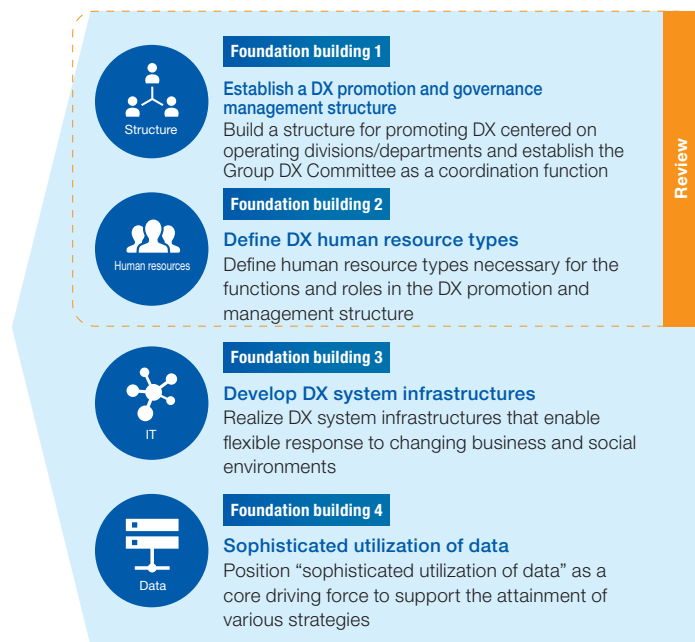 Foundation building 1
Establish a DX promotion and governance
management structure
Build a structure for promoting DX centered on
operating divisions/departments and establish the
Group DX Committee as a coordination function
Structure
Review
Foundation building 2
Define DX human resource types
Define human resource types necessary for the
functions and roles in the DX promotion and
management structure
Human resources
Foundation building 3
Develop DX system infrastructures
Realize DX system infrastructures that enable
flexible response to changing business and social
environments
IT
Foundation building 4
Sophisticated utilization of data
Position “sophisticated utilization of data” as a
core driving force to support the attainment of
various strategies
Data